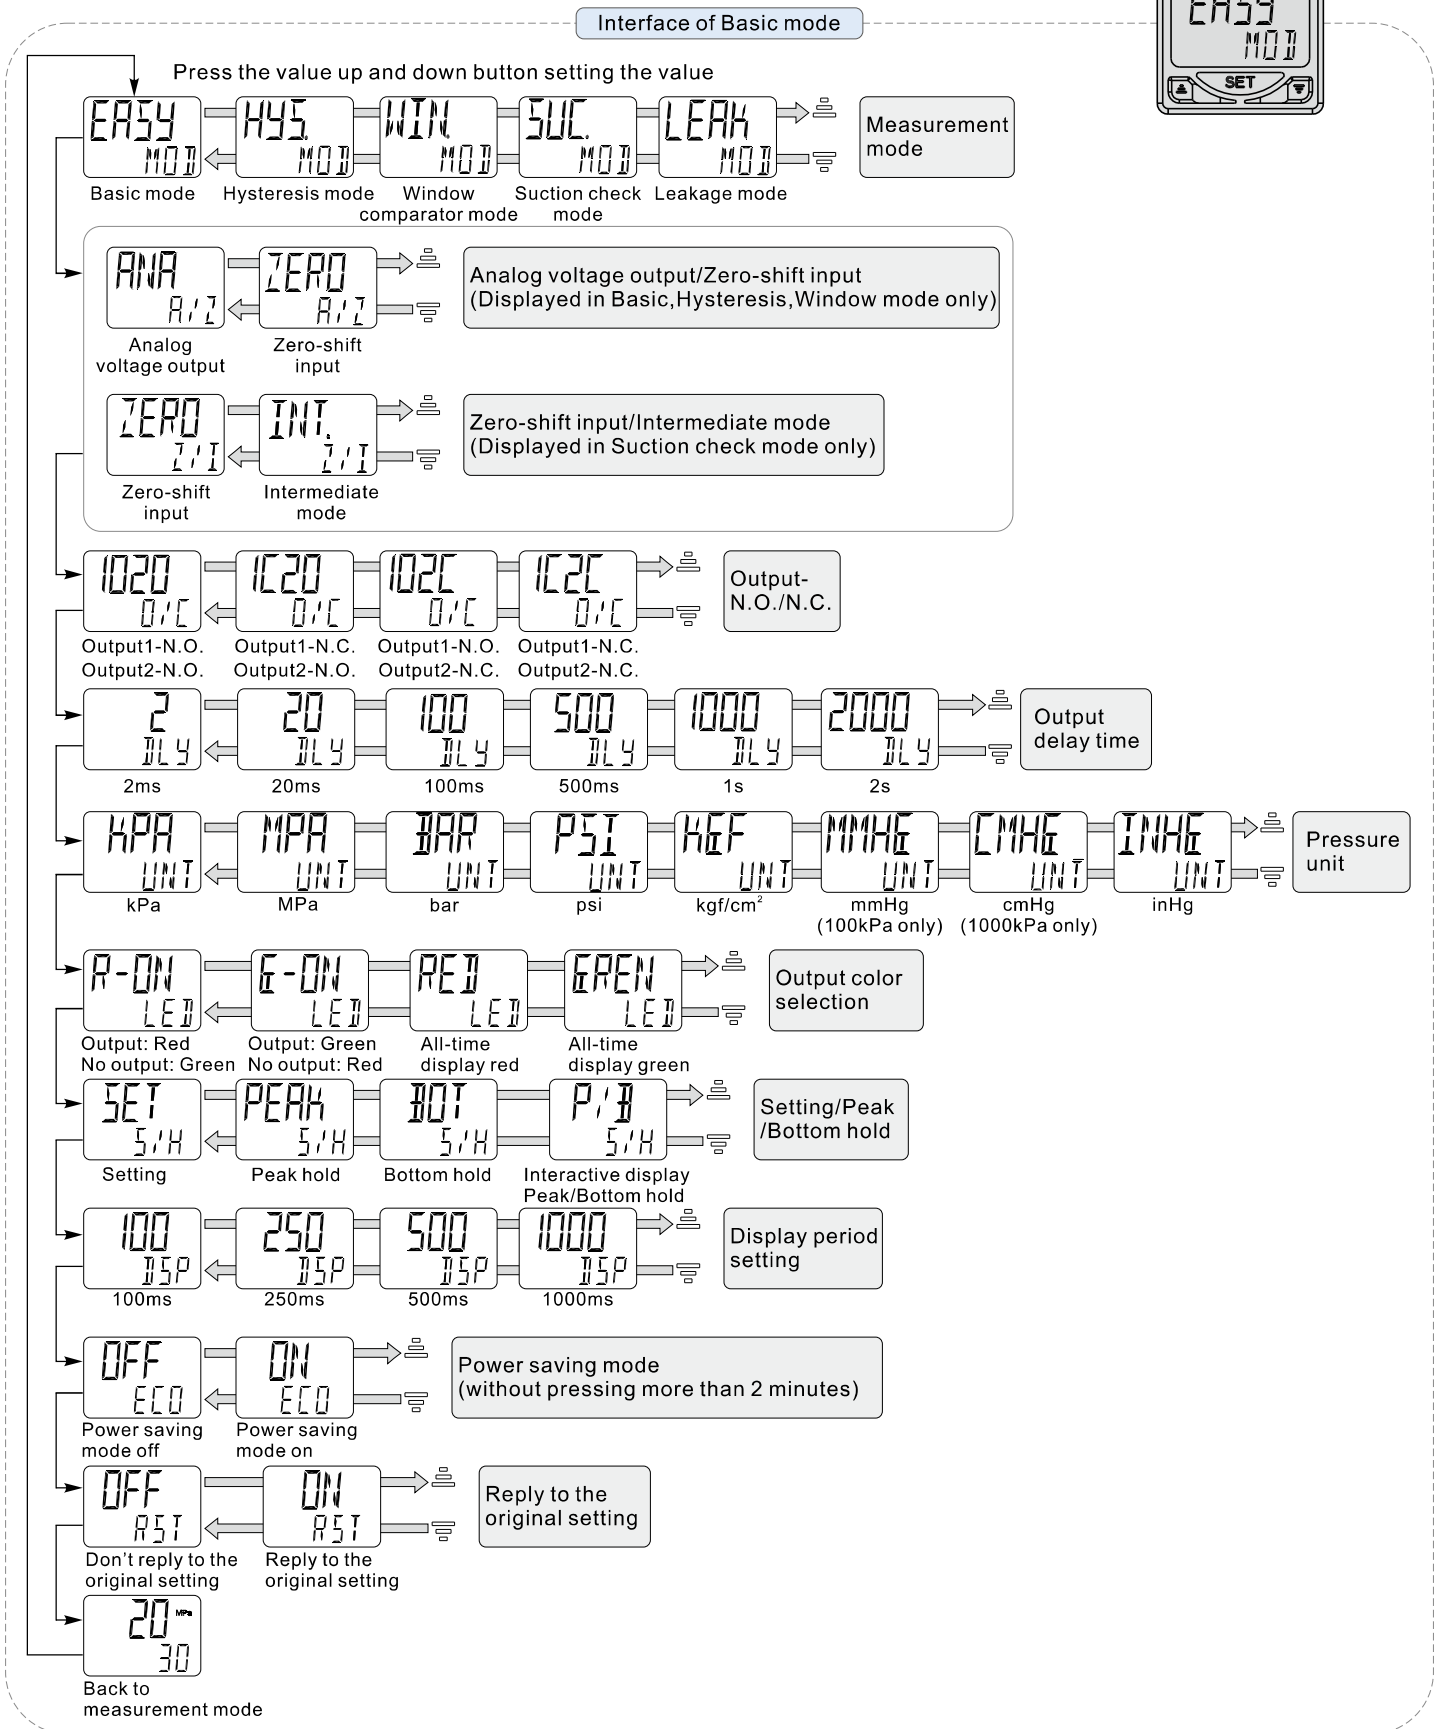 Interface of Basic mode
EASY
MOD
SET
Press the value up and down button setting the value
EASY HYS. WIN. SUC. LEAK
MOD MOD MOD MOD MOD
Measurement
mode
Basic mode Hysteresis mode Window Suction check Leakage mode
comparator mode mode
ANA ZERO
A/Z A/Z
Analog voltage output/Zero-shift input
(Displayed in Basic,Hysteresis,Window mode only)
Analog Zero-shift
voltage output input
ZERO INT.
Z/I Z/I
Zero-shift input/Intermediate mode
(Displayed in Suction check mode only)
Zero-shift Intermediate
input mode
1O2O 1C2O 1O2C 1C2C
O/C O/C O/C O/C
Output-
N.O./N.C.
Output1-N.O. Output1-N.C. Output1-N.O. Output1-N.C.
Output2-N.O. Output2-N.O. Output2-N.C. Output2-N.C.
2 20 100 500 1000 2000
DLY DLY DLY DLY DLY DLY
Output
delay time
2ms 20ms 100ms 500ms 1s 2s
KPA MPA BAR PSI KGF MMHG CMHG INHG
UNT UNT UNT UNT UNT UNT UNT UNT
Pressure
unit
kPa MPa bar psi kgf/cm² mmHg cmHg inHg
(100kPa only) (1000kPa only)
R-ON G-ON RED GREN
LED LED LED LED
Output color
selection
Output: Red Output: Green All-time All-time
No output: Green No output: Red display red display green
SET PEAK BOT P/B
S/H S/H S/H S/H
Setting/Peak
/Bottom hold
Setting Peak hold Bottom hold Interactive display
Peak/Bottom hold
100 250 500 1000
DSP DSP DSP DSP
Display period
setting
100ms 250ms 500ms 1000ms
OFF ON
ECO ECO
Power saving mode
(without pressing more than 2 minutes)
Power saving Power saving
mode off mode on
OFF ON
RST RST
Reply to the
original setting
Don't reply to the Reply to the
original setting original setting
20 MPa
30
Back to
measurement mode